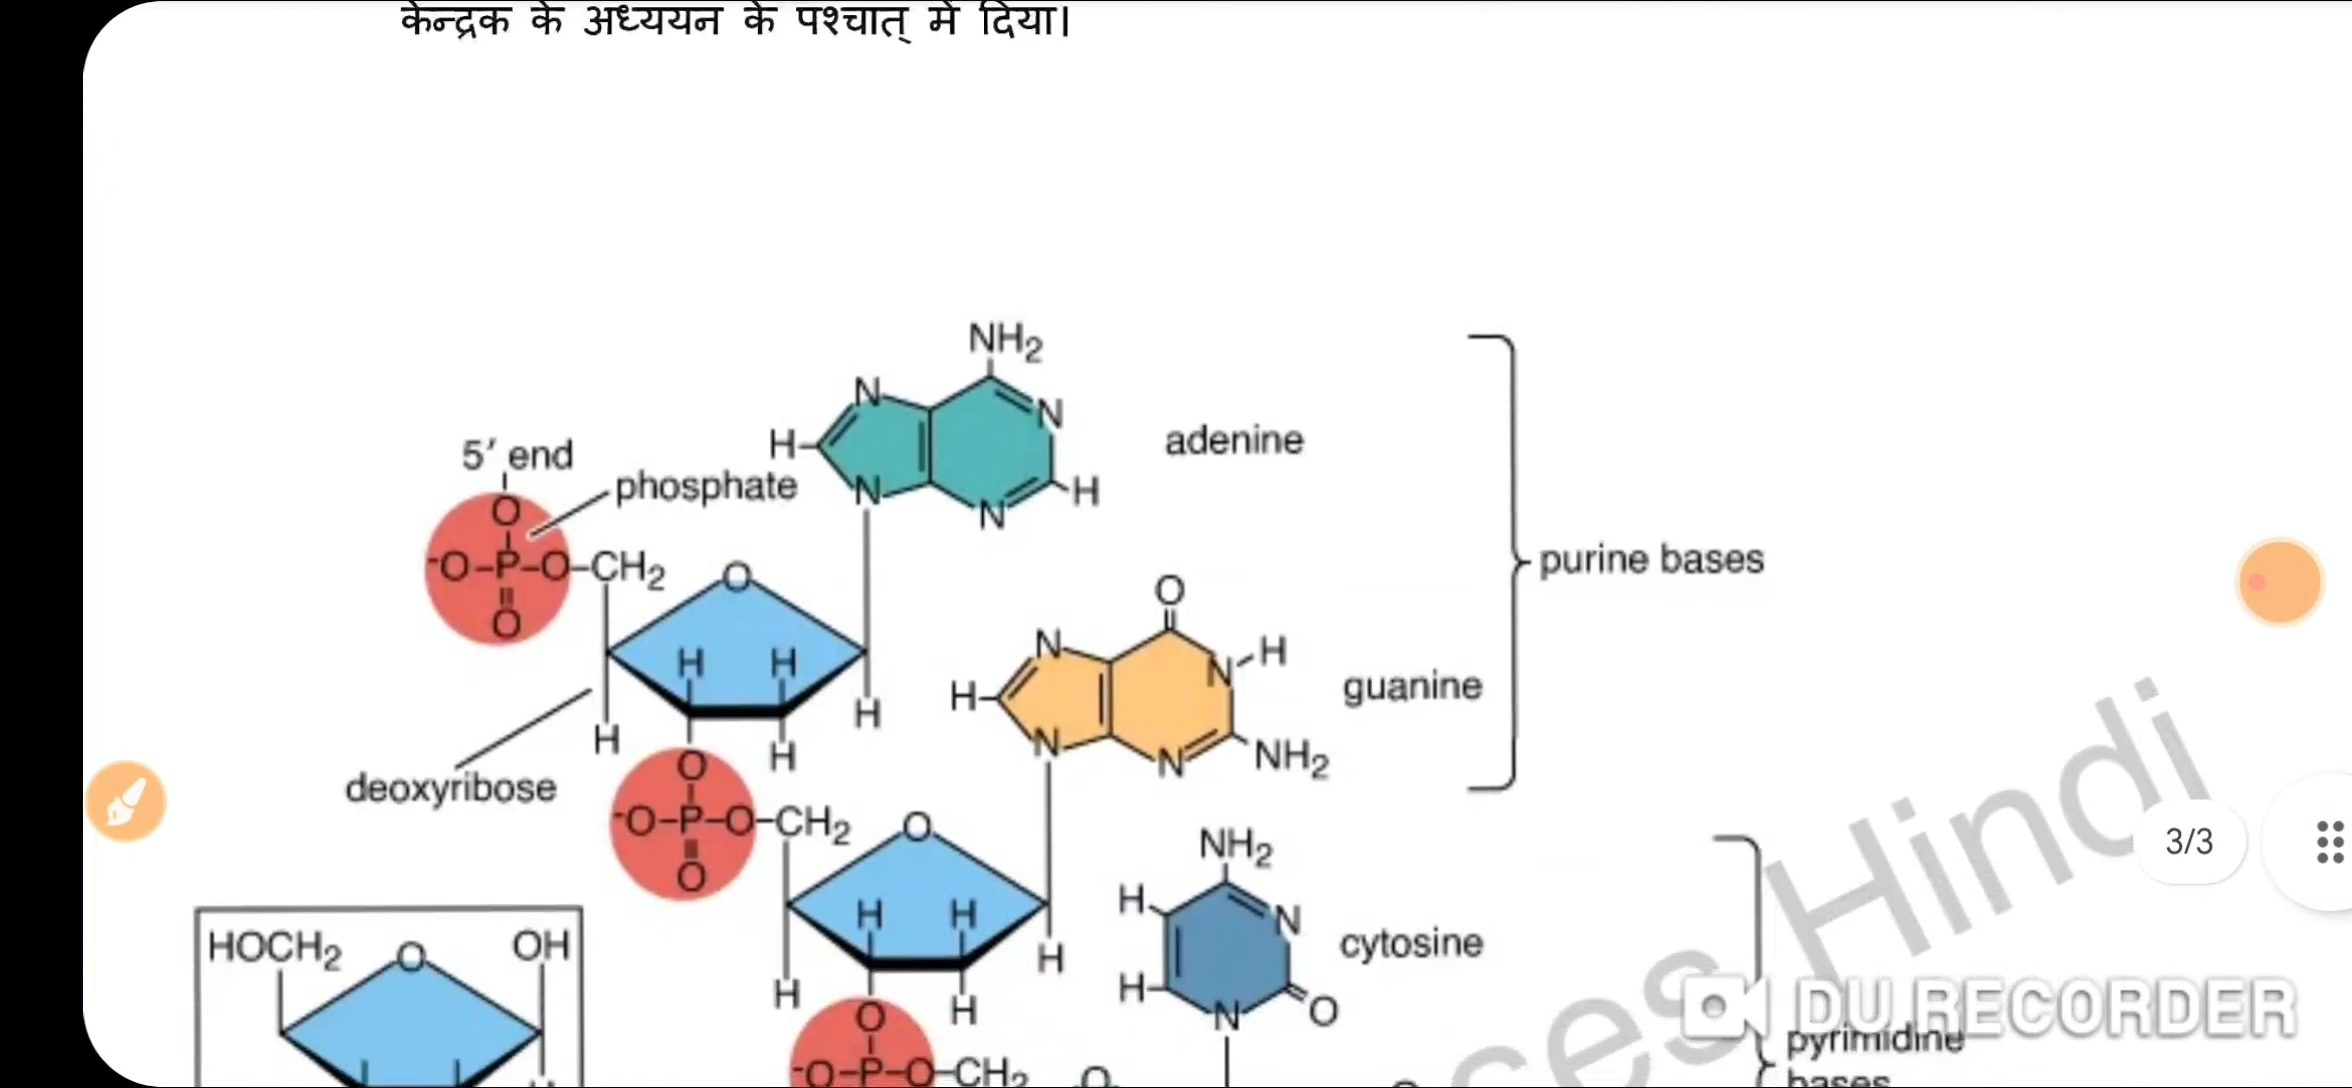 केन्द्रक के अध्ययन के पश्चात् में दिया।
NH2
N
N
H
adenine
5′ end
phosphate
N
H
N
O
-O-P-O-CH2
O
O
purine bases
O
H
H
N
H
N
H
guanine
H
H
H
N
N
NH2
O
deoxyribose
-O-P-O-CH2
O
NH2
3/3
O
H
N
H
H
HOCH2
O
OH
cytosine
H
H
H
H
N
O
O
Hindi
DU RECORDER
pyrimidine
-O-P-O-CH2
O
bases